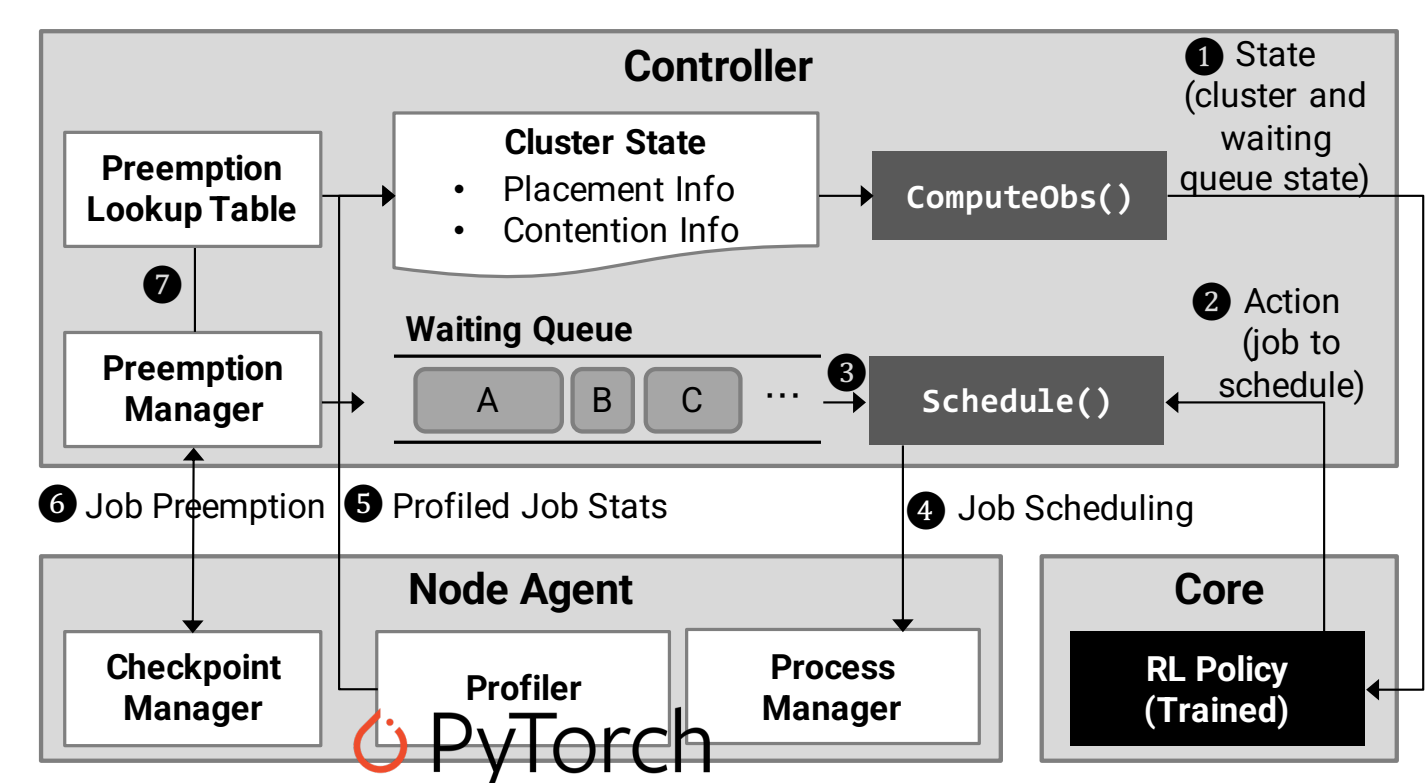 Controller
❶ State
(cluster and
waiting
queue state)
Preemption
Lookup Table
Cluster State
• Placement Info
• Contention Info
ComputeObs()
❼
❷ Action
(job to
schedule)
Waiting Queue
Preemption
Manager
A B C ...
❸
Schedule()
❻ Job Preemption
❺ Profiled Job Stats
❹ Job Scheduling
Node Agent
Core
Checkpoint
Manager
Profiler
Process
Manager
RL Policy
(Trained)
PyTorch